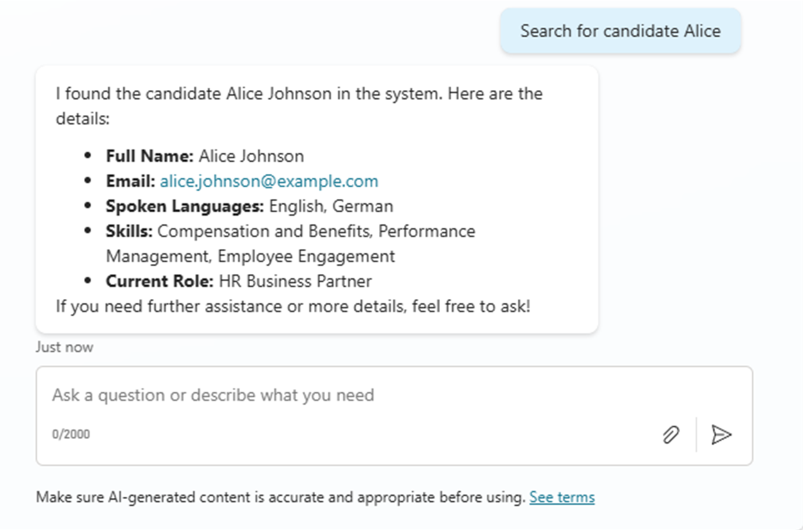 Search for candidate Alice
I found the candidate Alice Johnson in the system. Here are the
details:
• Full Name: Alice Johnson
• Email: alice.johnson@example.com
• Spoken Languages: English, German
• Skills: Compensation and Benefits, Performance
Management, Employee Engagement
• Current Role: HR Business Partner
If you need further assistance or more details, feel free to ask!
Just now
Ask a question or describe what you need
0/2000
Make sure AI-generated content is accurate and appropriate before using. See terms